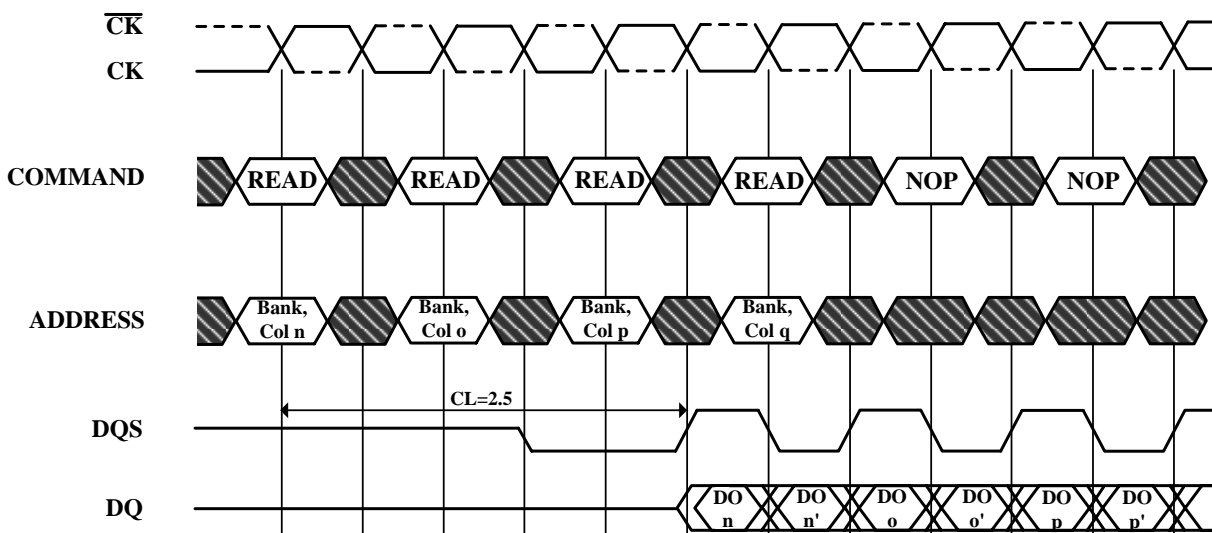 CK
CK
COMMAND READ READ READ READ NOP NOP
ADDRESS Bank, Col n Bank, Col o Bank, Col p Bank, Col q
CL=2.5
DQS
DQ DO n DO n' DO o DO o' DO p DO p'